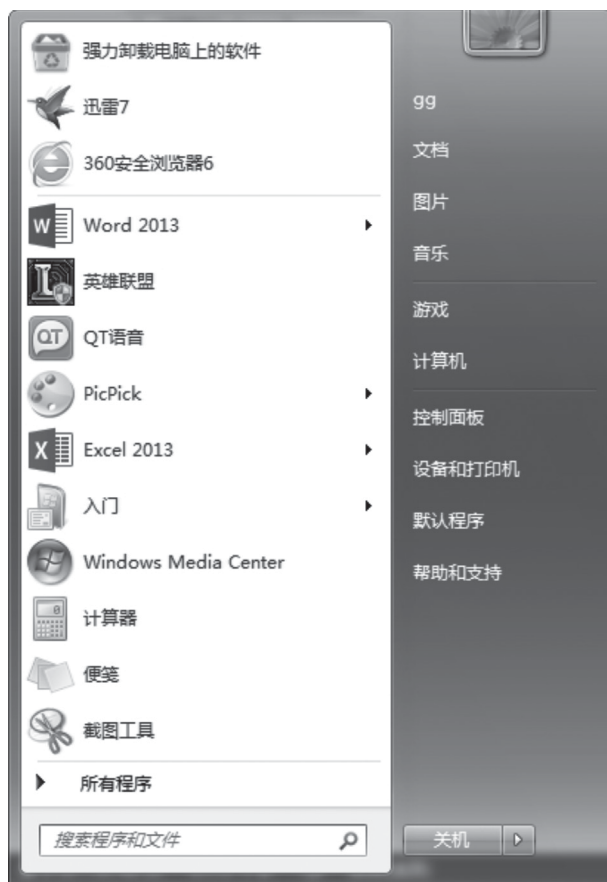 强力卸载电脑上的软件
迅雷7
360安全浏览器6
Word 2013
英雄联盟
QT语音
PicPick
Excel 2013
入门
Windows Media Center
计算器
便笺
截图工具
所有程序
搜索程序和文件
gg
文档
图片
音乐
游戏
计算机
控制面板
设备和打印机
默认程序
帮助和支持
关机